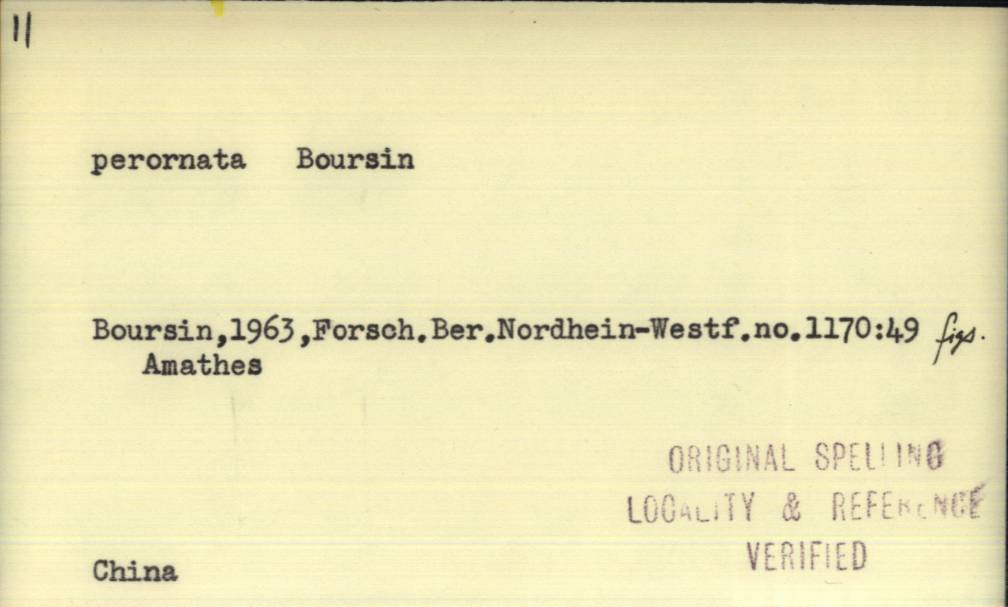 11
perornata Boursin
Boursin,1963,Forsch.Ber.Nordhein-Westf.no.1170:49 figs.
Amathes
ORIGINAL SPELLING
LOCALITY & REFERENCE
VERIFIED
China